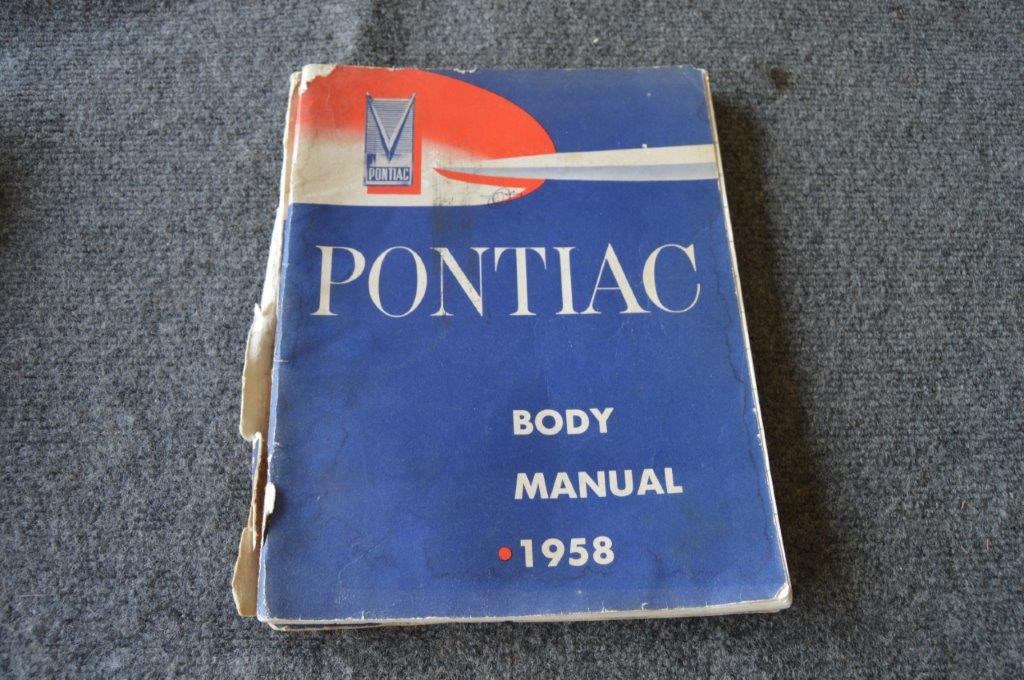 PONTIAC
PONTIAC
BODY
MANUAL
1958